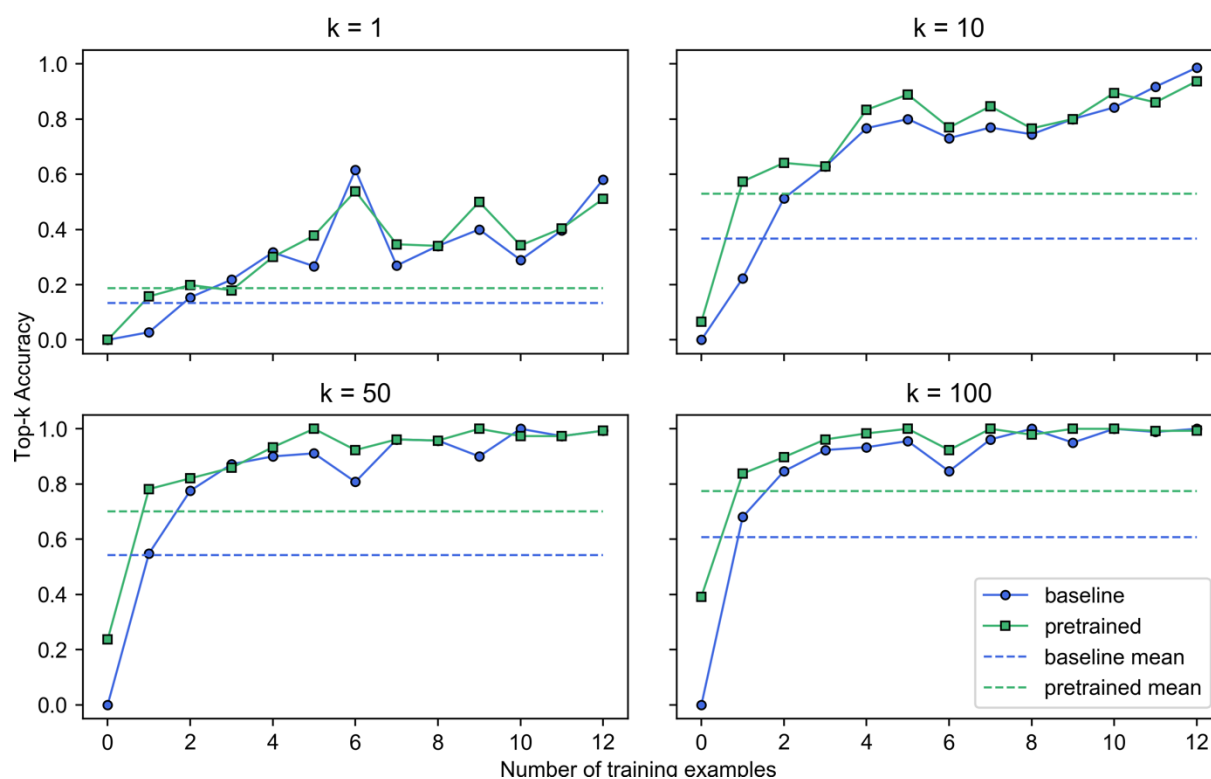 k = 1
k = 10
1.0
0.8
0.6
0.4
0.2
0.0
k = 50
k = 100
Top-k Accuracy
1.0
0.8
0.6
0.4
0.2
0.0
baseline
pretrained
baseline mean
pretrained mean
0 2 4 6 8 10 12
0 2 4 6 8 10 12
Number of training examples